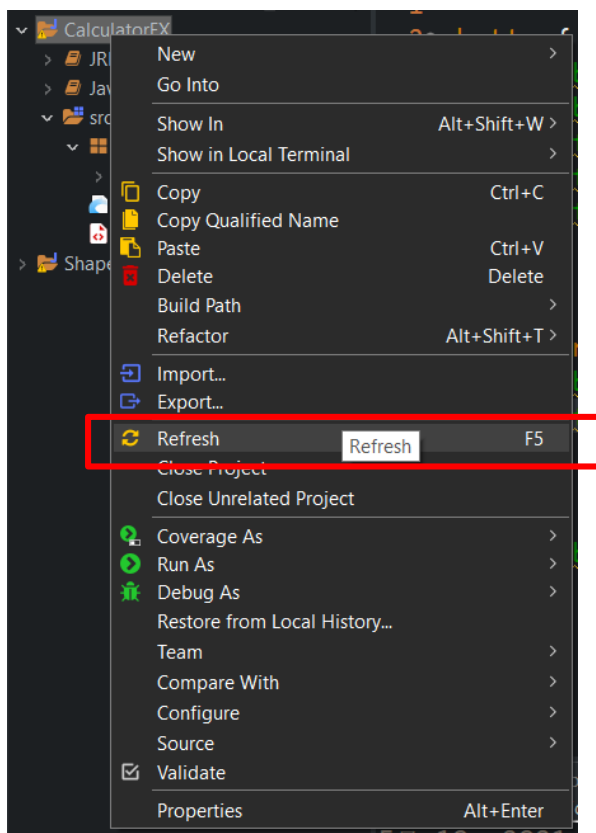 CalculatorFX
New
Go Into
Show In Alt+Shift+W >
Show in Local Terminal >
Copy Ctrl+C
Copy Qualified Name
Paste Ctrl+V
Delete Delete
Build Path >
Refactor Alt+Shift+T >
Import...
Export...
Refresh F5
Refresh
Close Project
Close Unrelated Project
Coverage As >
Run As >
Debug As >
Restore from Local History...
Team >
Compare With >
Configure >
Source >
Validate
Properties Alt+Enter
src
Shape